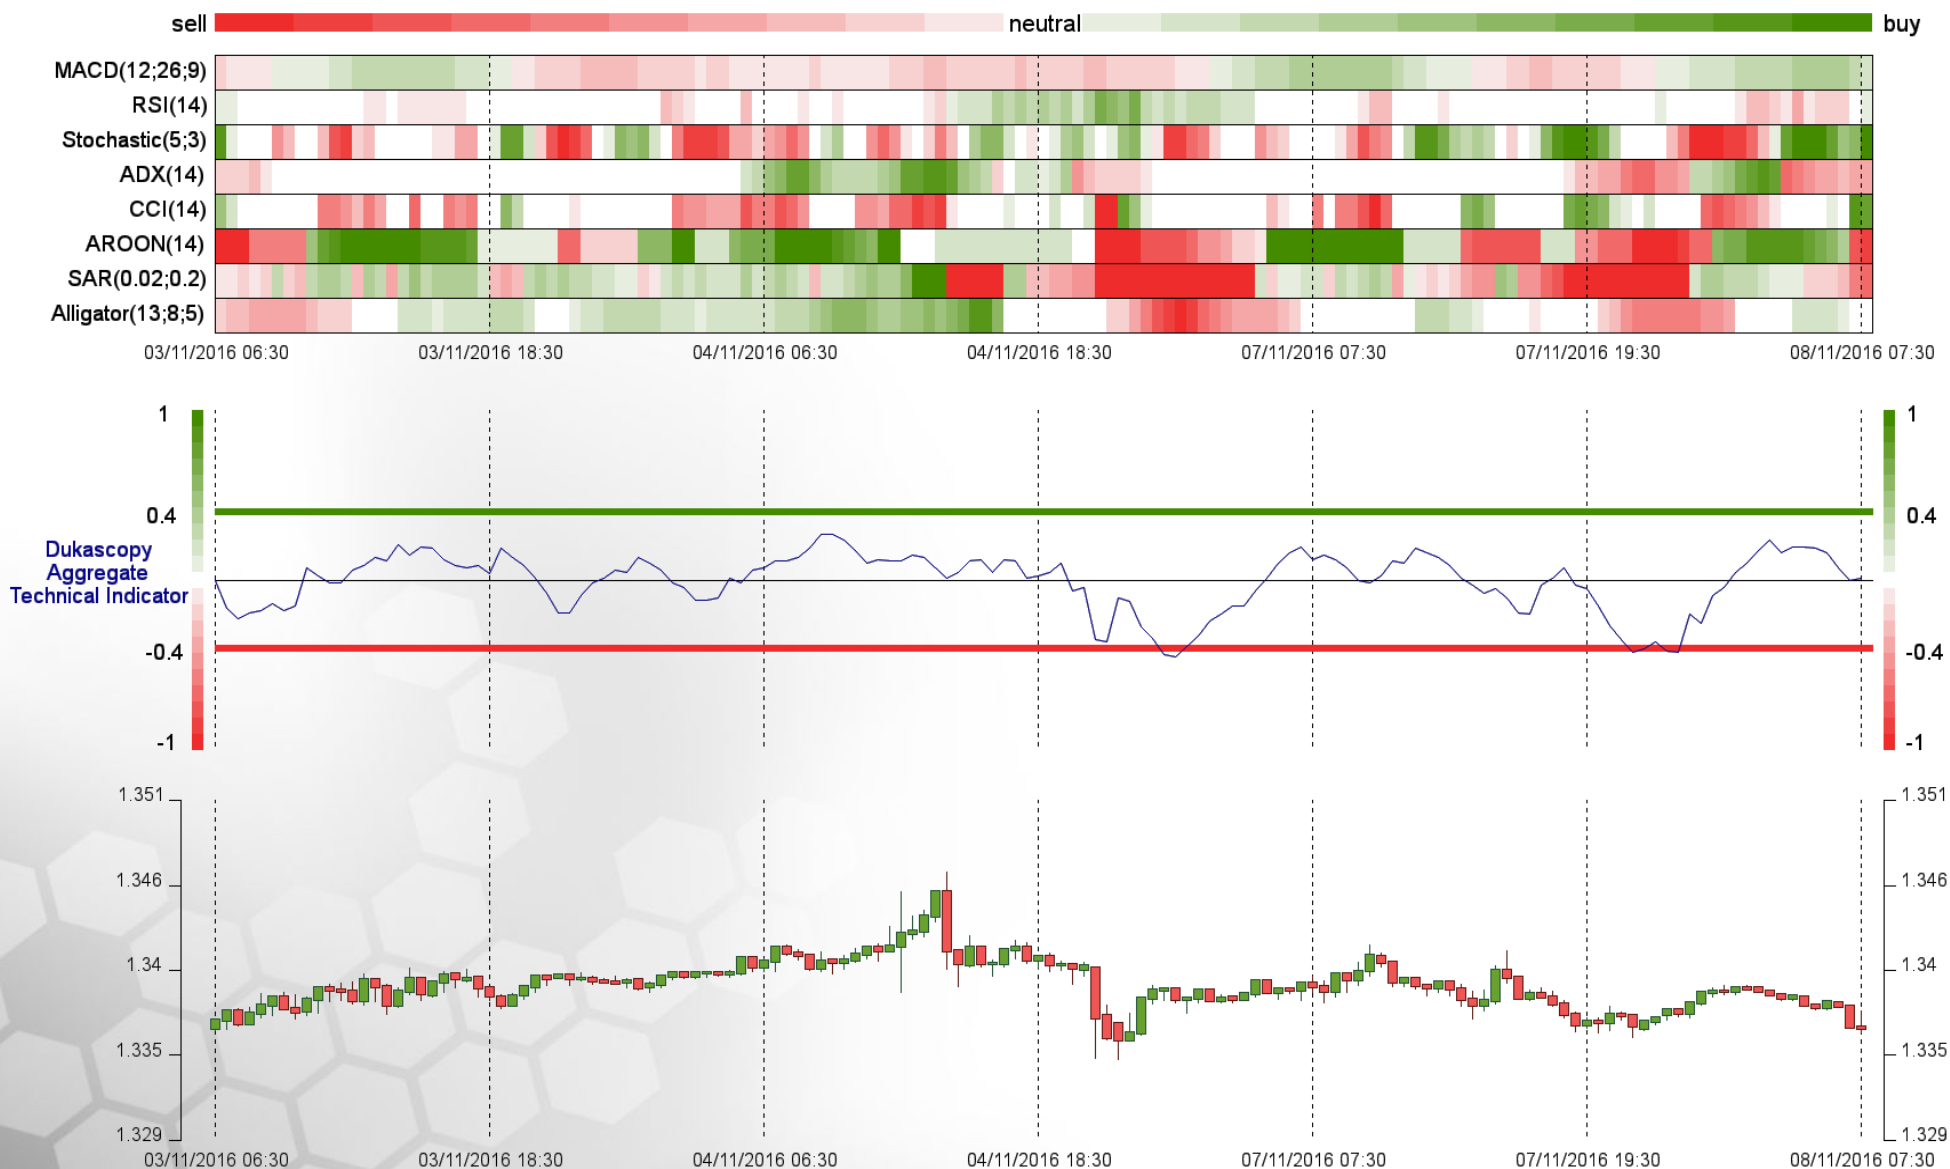 sell neutral buy
MACD(12;26;9)
RSI(14)
Stochastic(5;3)
ADX(14)
CCI(14)
AROON(14)
SAR(0.02;0.2)
Alligator(13;8;5)
03/11/2016 06:30 03/11/2016 18:30 04/11/2016 06:30 04/11/2016 18:30 07/11/2016 07:30 07/11/2016 19:30 08/11/2016 07:30
1 1
0.4 0.4
Dukascopy
Aggregate
Technical Indicator
-0.4 -0.4
-1 -1
1.351 1.351
1.346 1.346
1.34 1.34
1.335 1.335
1.329 1.329
03/11/2016 06:30 03/11/2016 18:30 04/11/2016 06:30 04/11/2016 18:30 07/11/2016 07:30 07/11/2016 19:30 08/11/2016 07:30